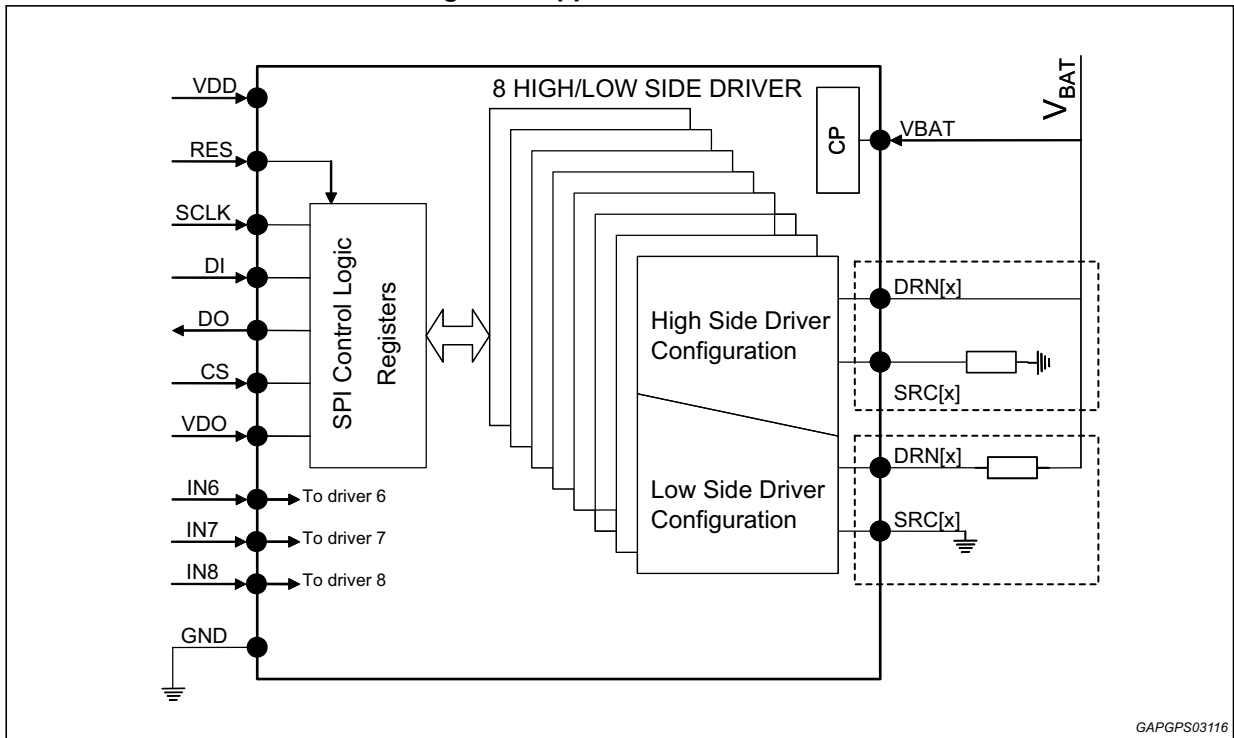 8 HIGH/LOW SIDE DRIVER
VDD
RES
SCLK
DI
DO
CS
VDO
IN6
IN7
IN8
GND
SPI Control Logic
Registers
To driver 6
To driver 7
To driver 8
CP
VBAT
VBAT
High Side Driver
Configuration
Low Side Driver
Configuration
DRN[x]
SRC[x]
DRN[x]
SRC[x]
GAPGPS03116